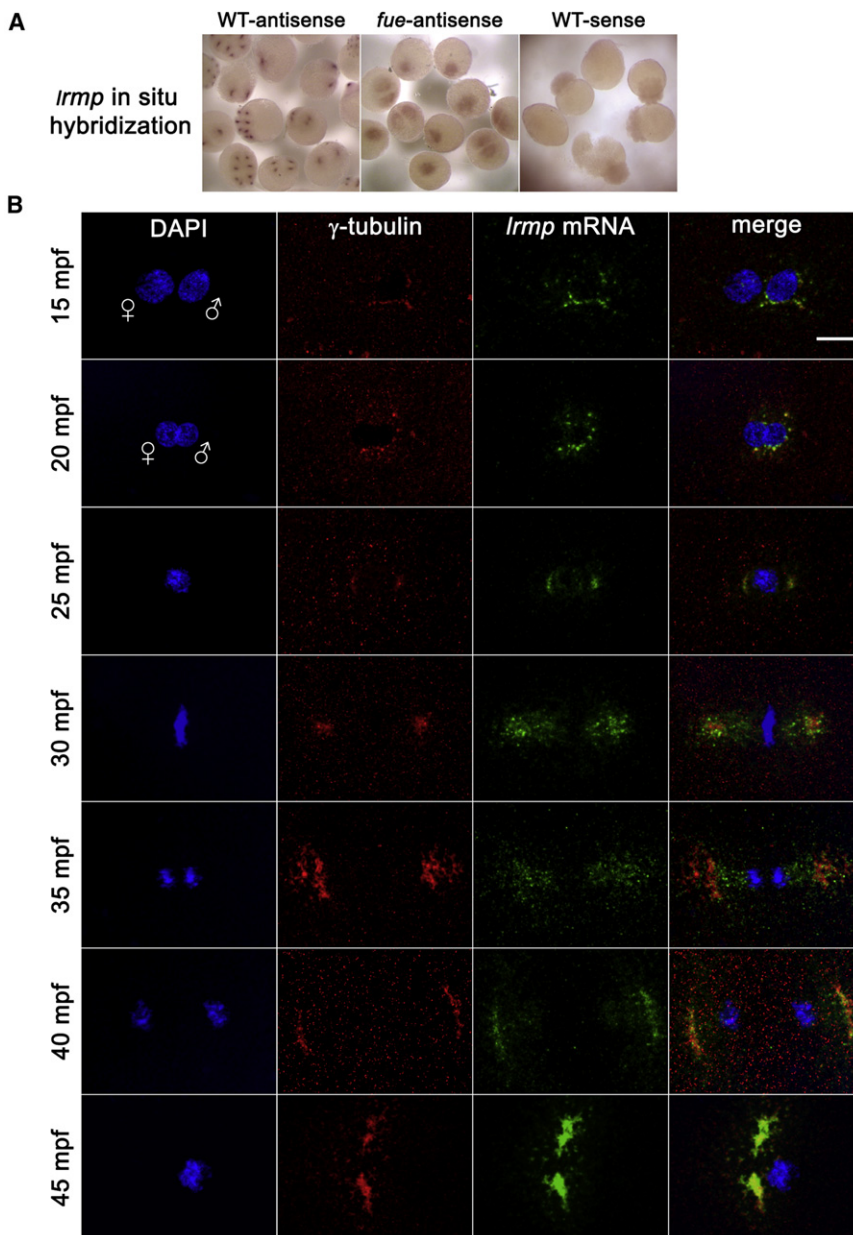 A
WT-antisense fue-antisense WT-sense
lrmp in situ
hybridization
B
DAPI γ-tubulin lrmp mRNA merge
15 mpf
♀ ♂
20 mpf
♀ ♂
25 mpf
30 mpf
35 mpf
40 mpf
45 mpf